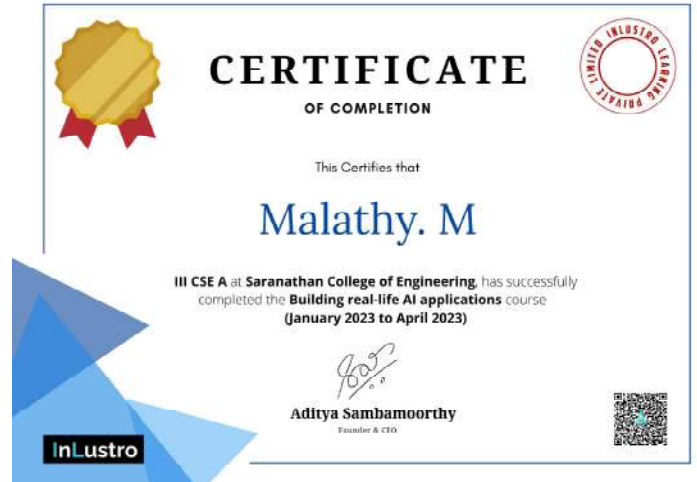 CERTIFICATE
OF COMPLETION
INLUSTRO LEARNING PRIVATE LIMITED
This Certifies that
Malathy. M
III CSE A at Saranathan College of Engineering, has successfully
completed the Building real-life AI applications course
(January 2023 to April 2023)
Aditya Sambamoorthy
Founder & CEO
InLustro